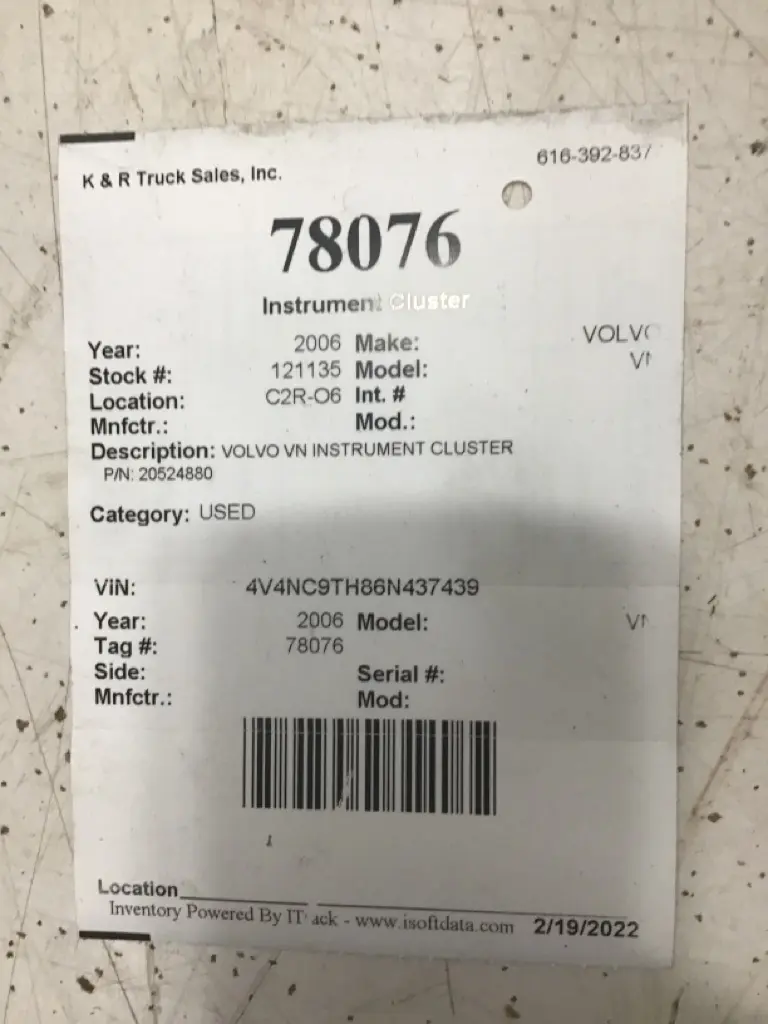 K & R Truck Sales, Inc. 616-392-837
78076
Instrument Cluster
Year: 2006 Make: VOLVO
Stock #: 121135 Model: VN
Location: C2R-O6 Int. #
Mnfctr.: Mod.:
Description: VOLVO VN INSTRUMENT CLUSTER
P/N: 20524880
Category: USED
VIN: 4V4NC9TH86N437439
Year: 2006 Model: VN
Tag #: 78076
Side: Serial #:
Mnfctr.: Mod:
Location
Inventory Powered By ITrack - www.isoftdata.com 2/19/2022